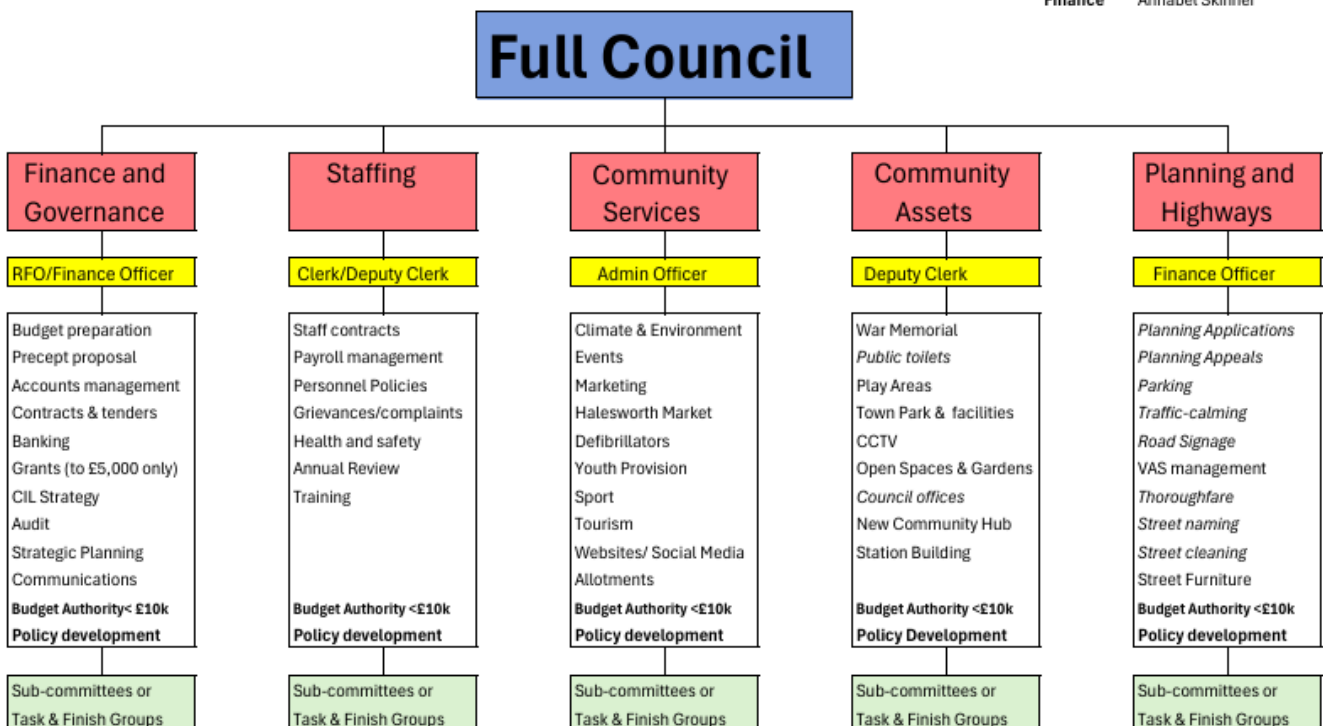 Finance Annabel Skinner
Full Council
Finance and
Governance
RFO/Finance Officer
Budget preparation
Precept proposal
Accounts management
Contracts & tenders
Banking
Grants (to £5,000 only)
CIL Strategy
Audit
Strategic Planning
Communications
Budget Authority< £10k
Policy development
Sub-committees or
Task & Finish Groups
Staffing
Clerk/Deputy Clerk
Staff contracts
Payroll management
Personnel Policies
Grievances/complaints
Health and safety
Annual Review
Training
Budget Authority <£10k
Policy development
Sub-committees or
Task & Finish Groups
Community
Services
Admin Officer
Climate & Environment
Events
Marketing
Halesworth Market
Defibrillators
Youth Provision
Sport
Tourism
Websites/ Social Media
Allotments
Budget Authority <£10k
Policy development
Sub-committees or
Task & Finish Groups
Community
Assets
Deputy Clerk
War Memorial
Public toilets
Play Areas
Town Park & facilities
CCTV
Open Spaces & Gardens
Council offices
New Community Hub
Station Building
Budget Authority <£10k
Policy Development
Sub-committees or
Task & Finish Groups
Planning and
Highways
Finance Officer
Planning Applications
Planning Appeals
Parking
Traffic-calming
Road Signage
VAS management
Thoroughfare
Street naming
Street cleaning
Street Furniture
Budget Authority <£10k
Policy development
Sub-committees or
Task & Finish Groups